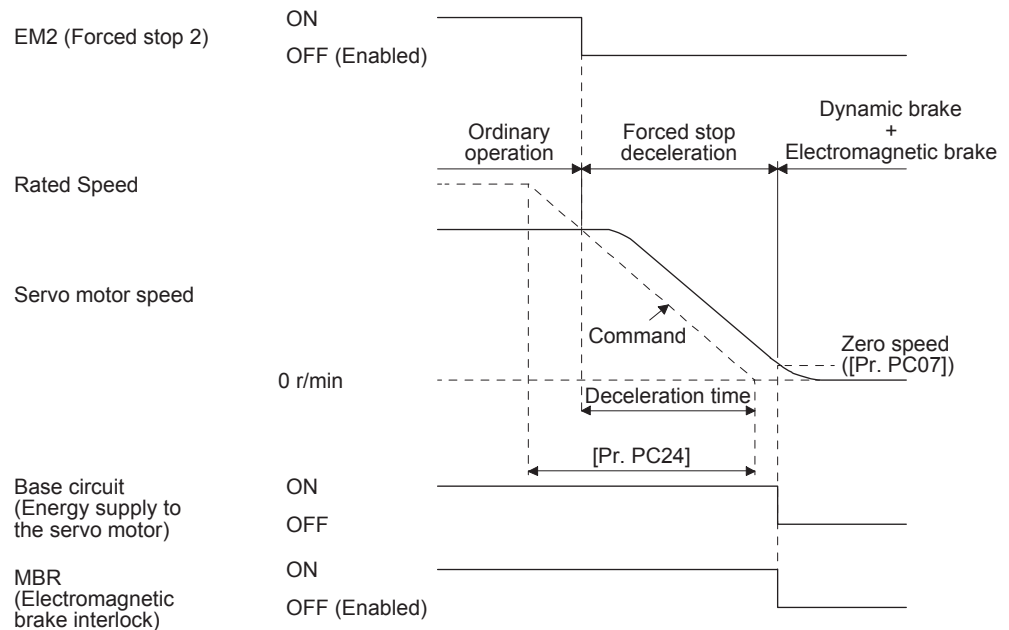 EM2 (Forced stop 2)
ON
OFF (Enabled)
Ordinary
operation
Forced stop
deceleration
Dynamic brake
+
Electromagnetic brake
Rated Speed
Servo motor speed
Command
Zero speed
([Pr. PC07])
0 r/min
Deceleration time
[Pr. PC24]
Base circuit
(Energy supply to
the servo motor)
ON
OFF
MBR
(Electromagnetic
brake interlock)
ON
OFF (Enabled)